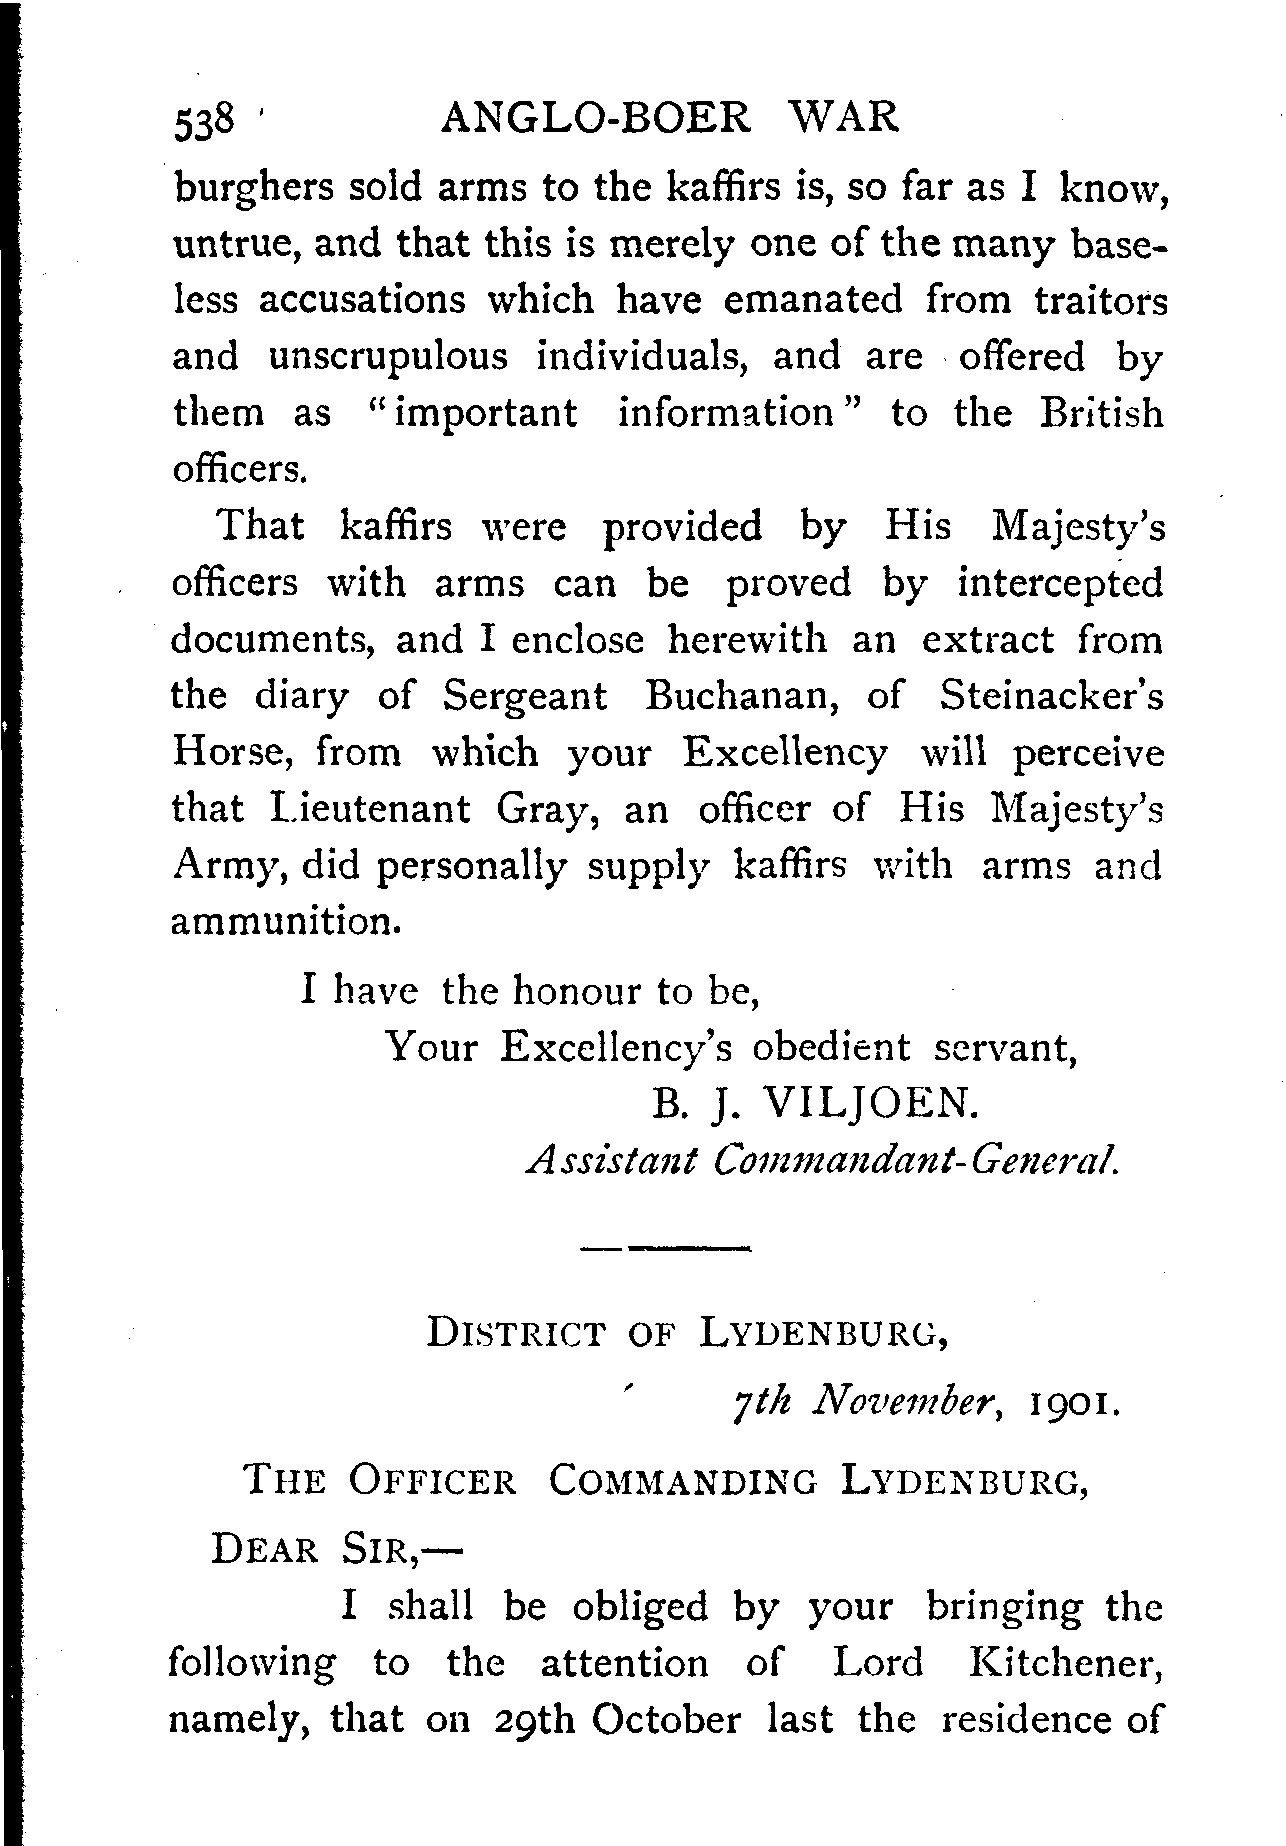 538 ANGLO-BOER WAR
burghers sold arms to the kaffirs is, so far as I know,
untrue, and that this is merely one of the many base-
less accusations which have emanated from traitors
and unscrupulous individuals, and are offered by
them as "important information" to the British
officers.
That kaffirs were provided by His Majesty's
officers with arms can be proved by intercepted
documents, and I enclose herewith an extract from
the diary of Sergeant Buchanan, of Steinacker's
Horse, from which your Excellency will perceive
that Lieutenant Gray, an officer of His Majesty's
Army, did personally supply kaffirs with arms and
ammunition.
I have the honour to be,
Your Excellency's obedient servant,
B. J. VILJOEN.
Assistant Commandant-General.
DISTRICT OF LYDENBURG,
7th November, 1901.
THE OFFICER COMMANDING LYDENBURG,
DEAR SIR,—
I shall be obliged by your bringing the
following to the attention of Lord Kitchener,
namely, that on 29th October last the residence of